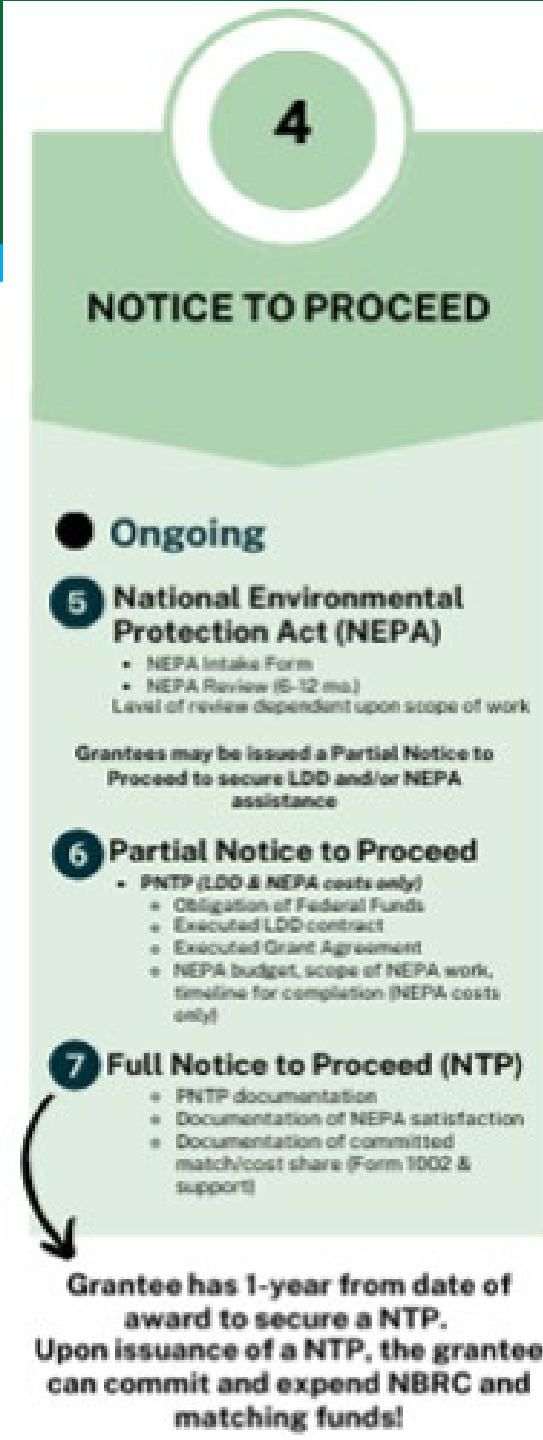 4
NOTICE TO PROCEED
Ongoing
5 National Environmental
Protection Act (NEPA)
• NEPA Intake Form
• NEPA Review (6-12 mo.)
Level of review dependent upon scope of work
Grantees may be issued a Partial Notice to
Proceed to secure LDD and/or NEPA
assistance
6 Partial Notice to Proceed
• PNTP (LDD & NEPA costs only)
Obligation of Federal Funds
Executed LDD contract
Executed Grant Agreement
NEPA budget, scope of NEPA work,
timeline for completion (NEPA costs
only)
7 Full Notice to Proceed (NTP)
PNTP documentation
Documentation of NEPA satisfaction
Documentation of committed
match/cost share (Form 1002 &
support)
Grantee has 1-year from date of
award to secure a NTP.
Upon issuance of a NTP, the grantee
can commit and expend NBRC and
matching funds!